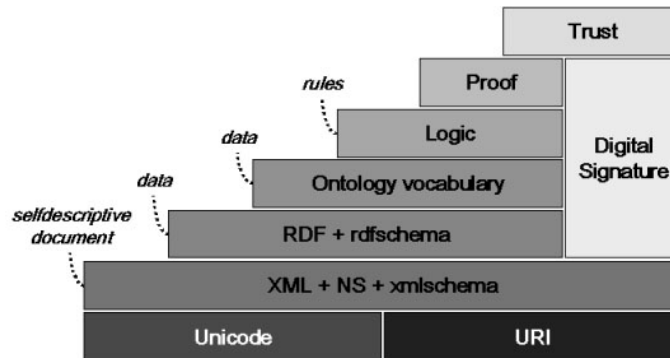 Trust
rules
Proof
data
Logic
Digital
Signature
data
Ontology vocabulary
selfdescriptive
document
RDF + rdfschema
XML + NS + xmlschema
Unicode
URI